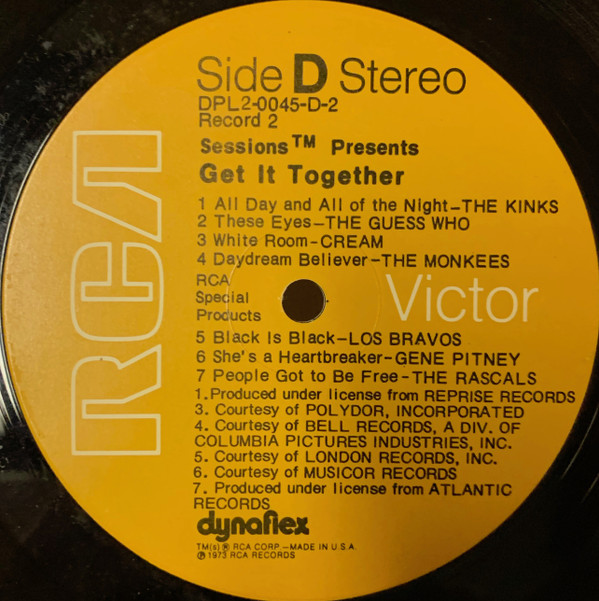 Side D Stereo
DPL2-0045-D-2
Record 2
Sessions™ Presents
Get It Together
1 All Day and All of the Night–THE KINKS
2 These Eyes–THE GUESS WHO
3 White Room–CREAM
4 Daydream Believer–THE MONKEES
RCA
Special
Products
Victor
5 Black Is Black–LOS BRAVOS
6 She's a Heartbreaker–GENE PITNEY
7 People Got to Be Free–THE RASCALS
1.Produced under license from REPRISE RECORDS
3. Courtesy of POLYDOR, INCORPORATED
4. Courtesy of BELL RECORDS, A DIV. OF
COLUMBIA PICTURES INDUSTRIES, INC.
5. Courtesy of LONDON RECORDS, INC.
6. Courtesy of MUSICOR RECORDS
7. Produced under license from ATLANTIC
RECORDS
dynaflex
TM(s) ® RCA CORP.–MADE IN U.S.A.
℗ 1973 RCA RECORDS
RCA